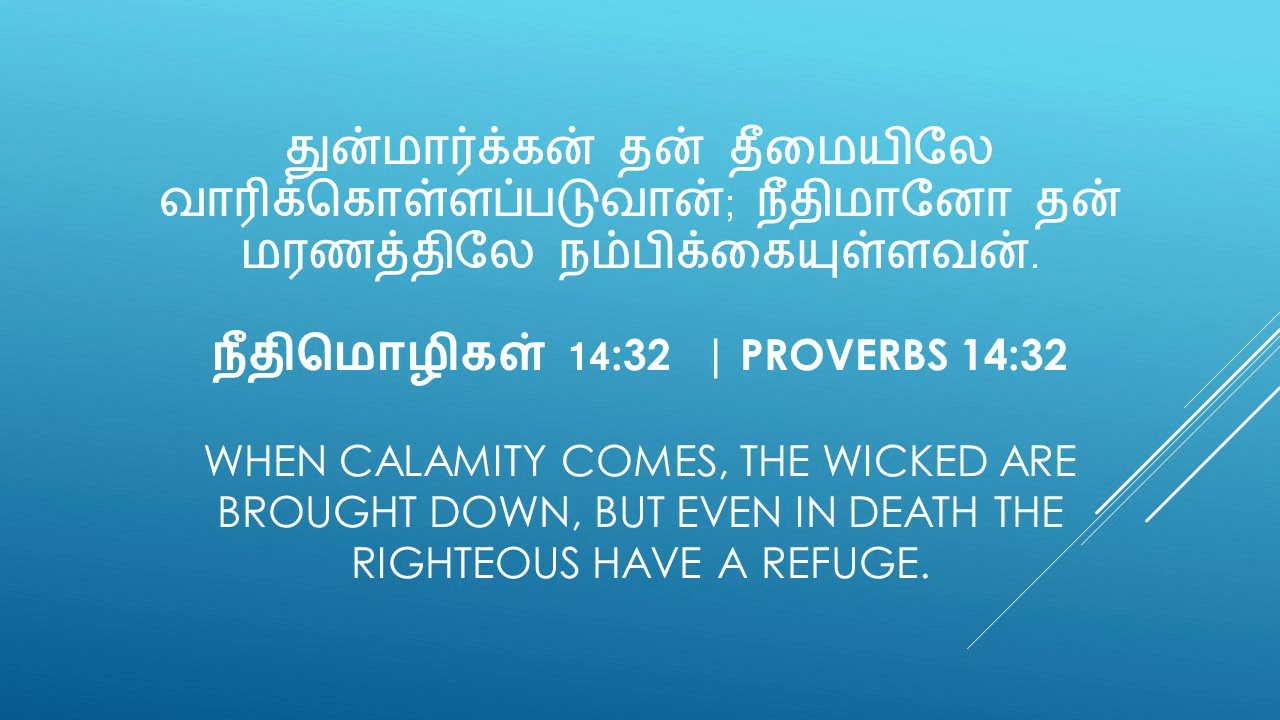 துன்மார்க்கன் தன் தீமையிலே
வாரிக்கொள்ளப்படுவான்; நீதிமானோ தன்
மரணத்திலே நம்பிக்கையுள்ளவன்.
நீதிமொழிகள் 14:32 | PROVERBS 14:32
WHEN CALAMITY COMES, THE WICKED ARE
BROUGHT DOWN, BUT EVEN IN DEATH THE
RIGHTEOUS HAVE A REFUGE.